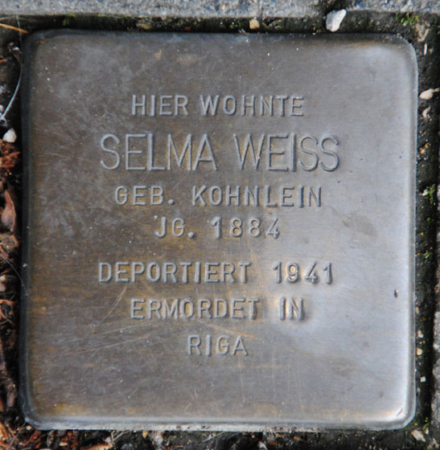 HIER WOHNTE
SELMA WEISS
GEB. KOHNLEIN
JG. 1884
DEPORTIERT 1941
ERMORDET IN
RIGA